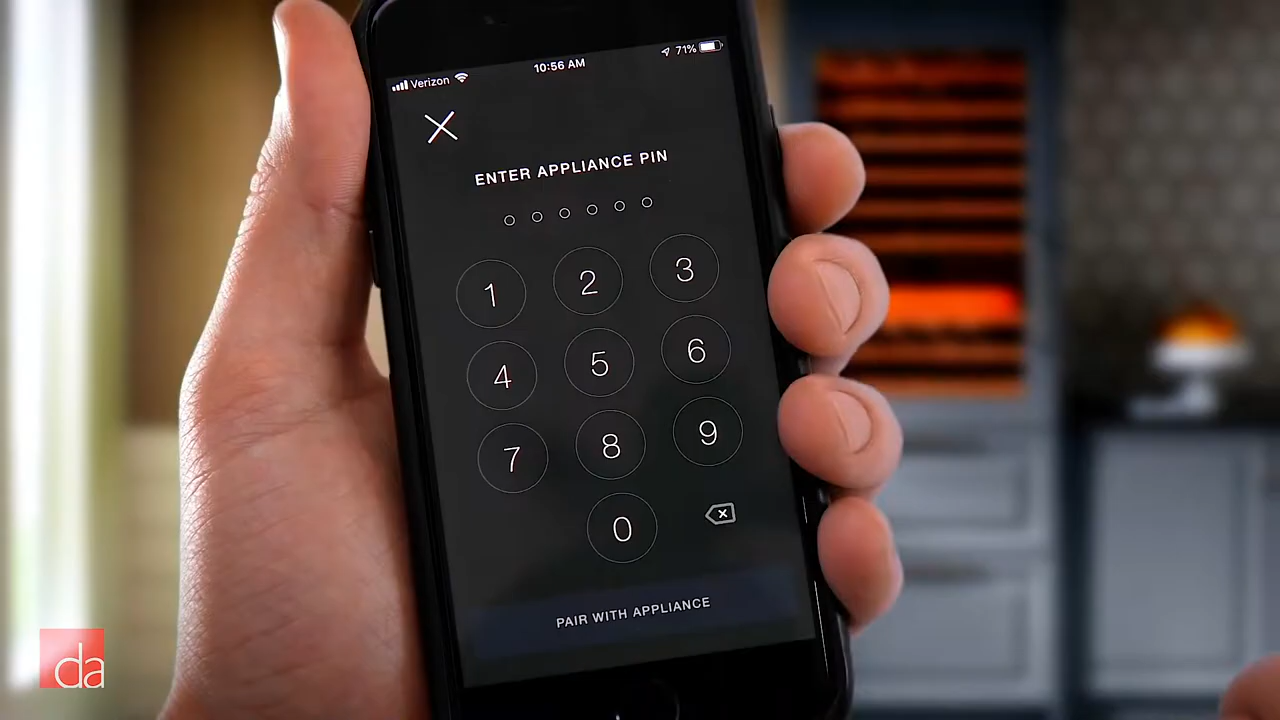 Verizon 10:56 AM 71%
ENTER APPLIANCE PIN
1 2 3
4 5 6
7 8 9
0
PAIR WITH APPLIANCE
da